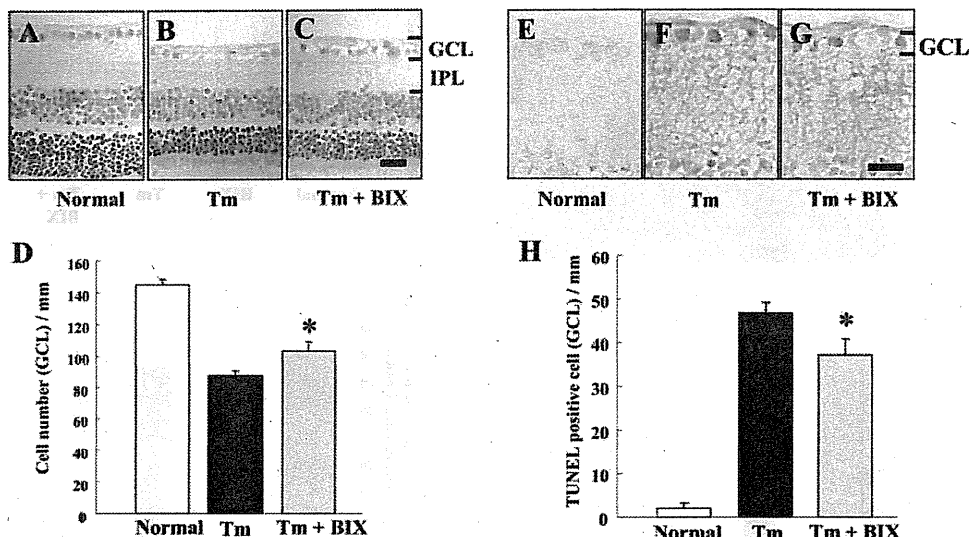 A
B
C
GCL
IPL
Normal
Tm
Tm + BIX
E
F
G
GCL
Normal
Tm
Tm + BIX
D
Cell number (GCL) / mm
160
140
120
100
80
60
40
20
0
*
Normal
Tm
Tm + BIX
H
TUNEL positive cell (GCL) / mm
60
50
40
30
20
10
0
*
Normal
Tm
Tm + BIX